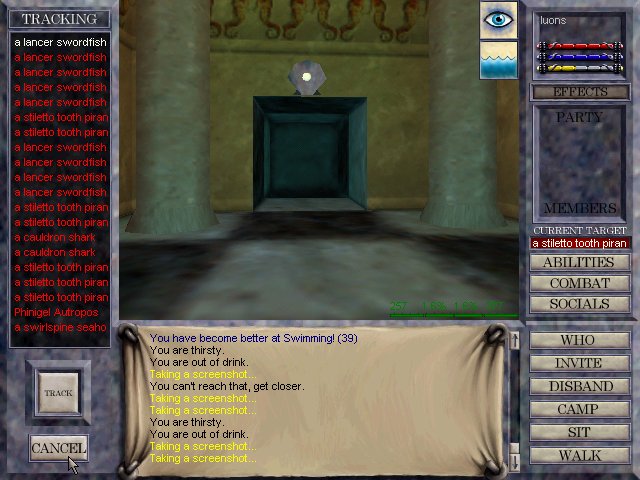 TRACKING
a lancer swordfish
a lancer swordfish
a lancer swordfish
a lancer swordfish
a lancer swordfish
a stiletto tooth piran
a stiletto tooth piran
a lancer swordfish
a lancer swordfish
a lancer swordfish
a lancer swordfish
a stiletto tooth piran
a stiletto tooth piran
a cauldron shark
a cauldron shark
a stiletto tooth piran
a stiletto tooth piran
a stiletto tooth piran
Phinigel Autropos
a swirlspine seaho
TRACK
CANCEL
You have become better at Swimming! (39)
You are thirsty.
You are out of drink.
Taking a screenshot...
You can't reach that, get closer.
Taking a screenshot...
Taking a screenshot...
You are thirsty.
You are out of drink.
Taking a screenshot...
Taking a screenshot...
luons
EFFECTS
PARTY
MEMBERS
CURRENT TARGET
a stiletto tooth piran
ABILITIES
COMBAT
SOCIALS
WHO
INVITE
DISBAND
CAMP
SIT
WALK